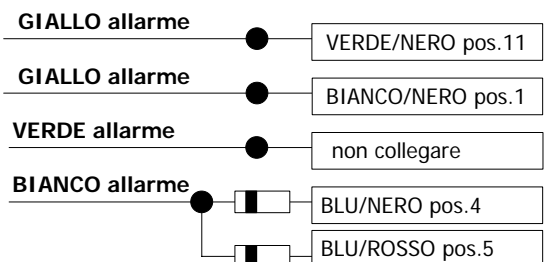 GIALLO allarme
VERDE/NERO pos.11
GIALLO allarme
BIANCO/NERO pos.1
VERDE allarme
non collegare
BIANCO allarme
BLU/NERO pos.4
BLU/ROSSO pos.5